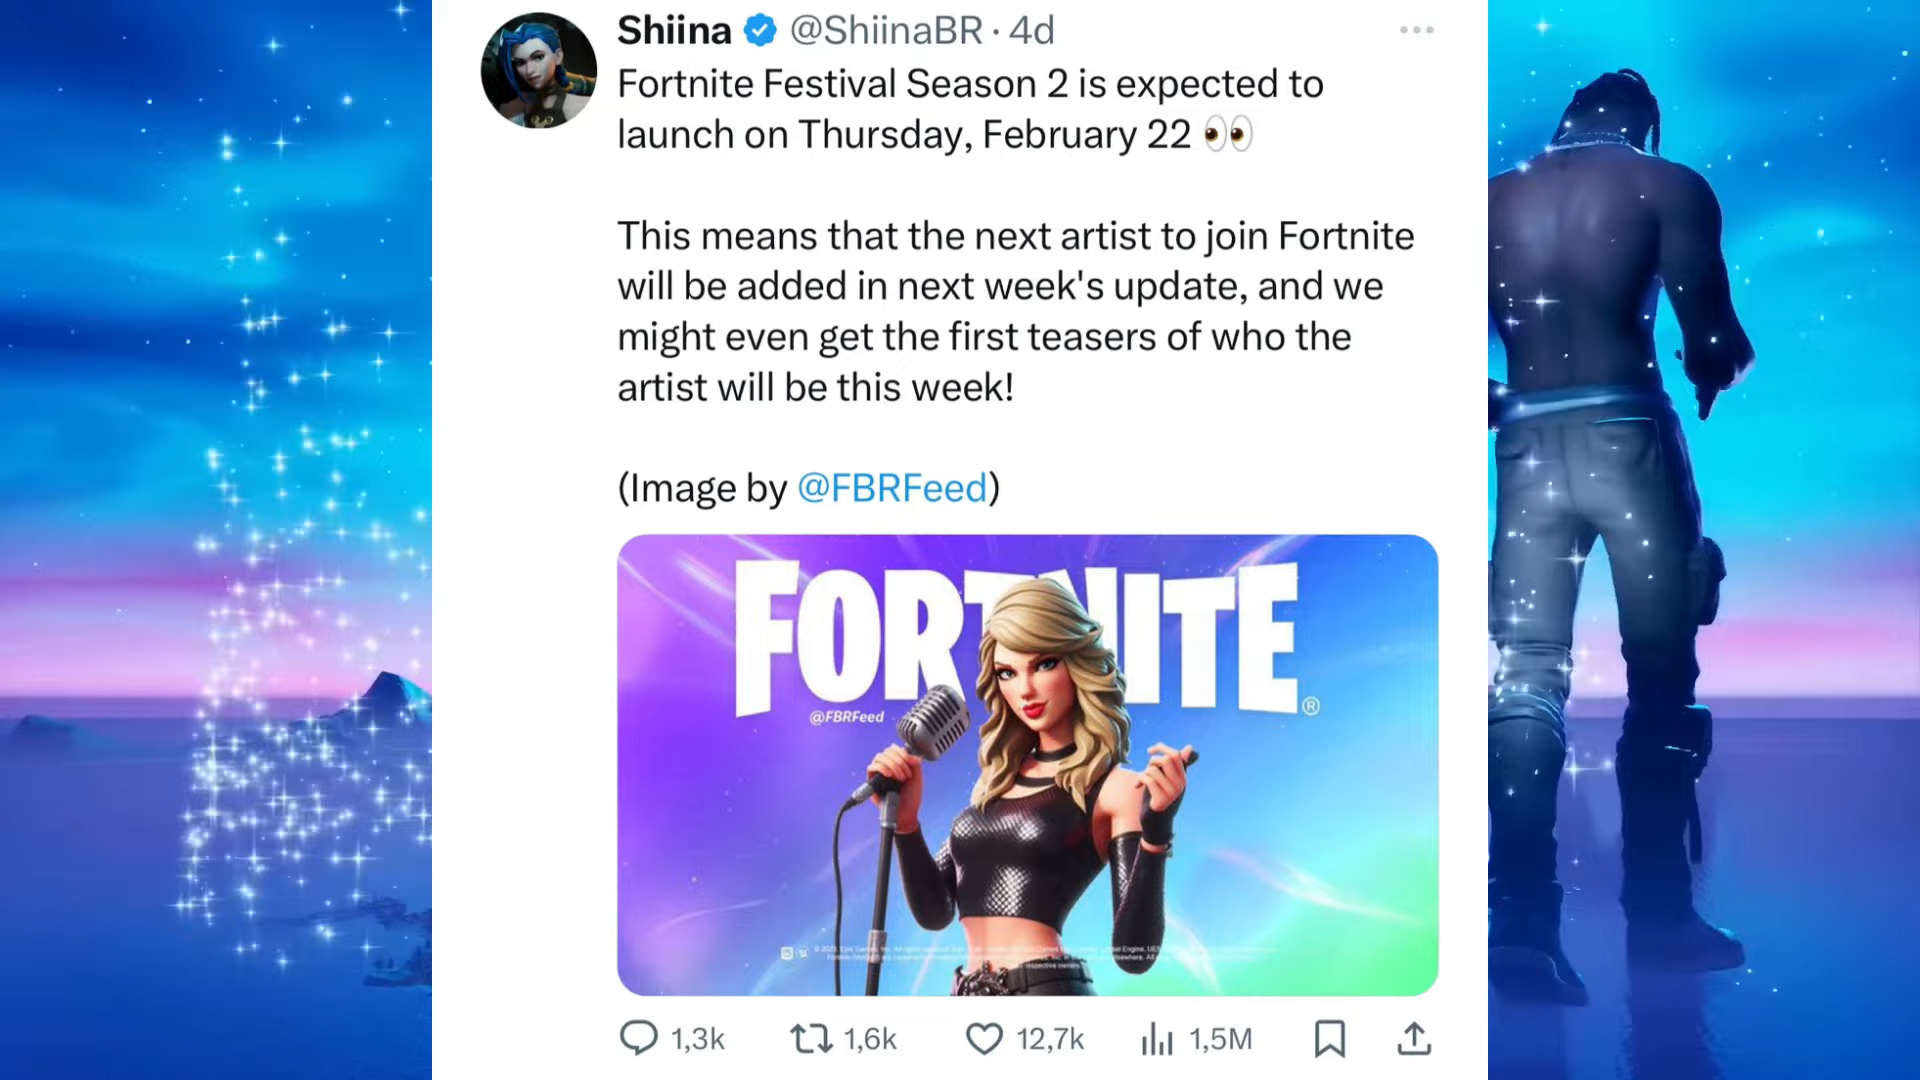 Shiina @ShiinaBR · 4d
Fortnite Festival Season 2 is expected to
launch on Thursday, February 22 👀
This means that the next artist to join Fortnite
will be added in next week's update, and we
might even get the first teasers of who the
artist will be this week!
(Image by @FBRFeed)
FORTNITE®
@FBRFeed
1,3k 1,6k 12,7k 1,5M